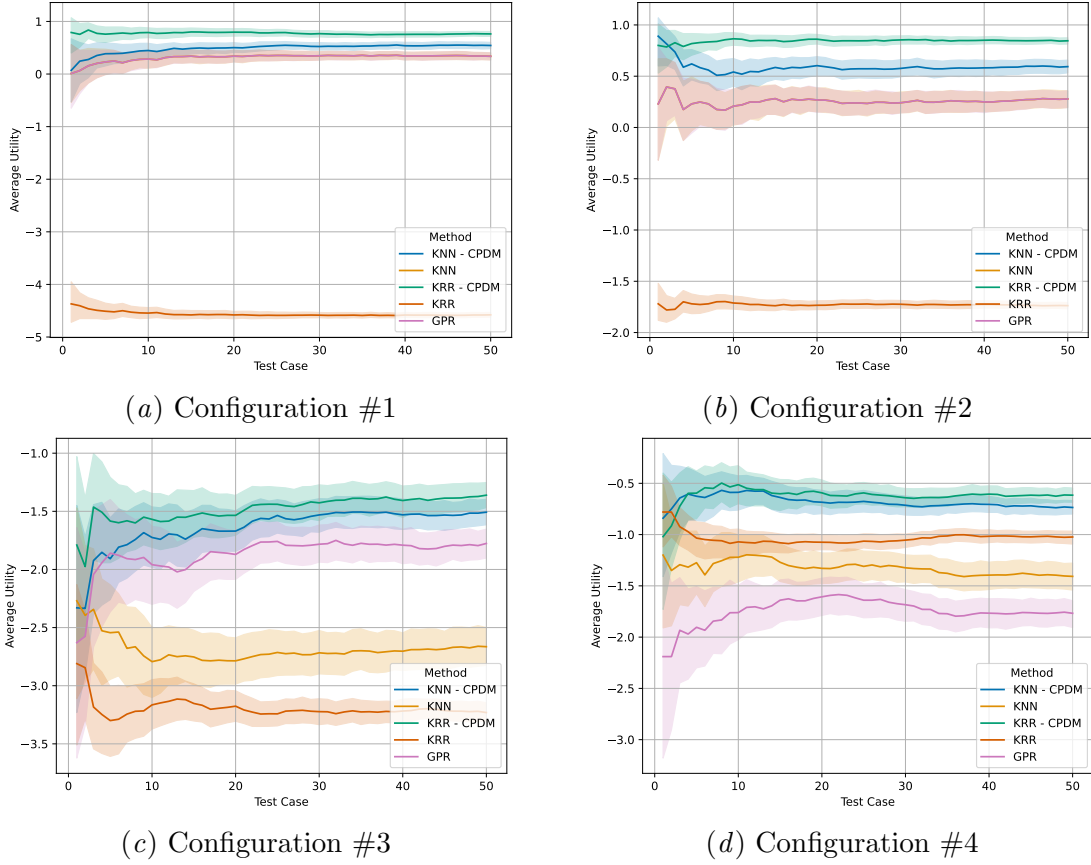 1
0
−1
−2
−3
−4
−5
Average Utility
0
10
20
30
40
50
Test Case
Method
KNN - CPDM
KNN
KRR - CPDM
KRR
GPR
(a) Configuration #1
1.0
0.5
0.0
−0.5
−1.0
−1.5
−2.0
Average Utility
0
10
20
30
40
50
Test Case
Method
KNN - CPDM
KNN
KRR - CPDM
KRR
GPR
(b) Configuration #2
−1.0
−1.5
−2.0
−2.5
−3.0
−3.5
Average Utility
0
10
20
30
40
50
Test Case
Method
KNN - CPDM
KNN
KRR - CPDM
KRR
GPR
(c) Configuration #3
−0.5
−1.0
−1.5
−2.0
−2.5
−3.0
Average Utility
0
10
20
30
40
50
Test Case
Method
KNN - CPDM
KNN
KRR - CPDM
KRR
GPR
(d) Configuration #4